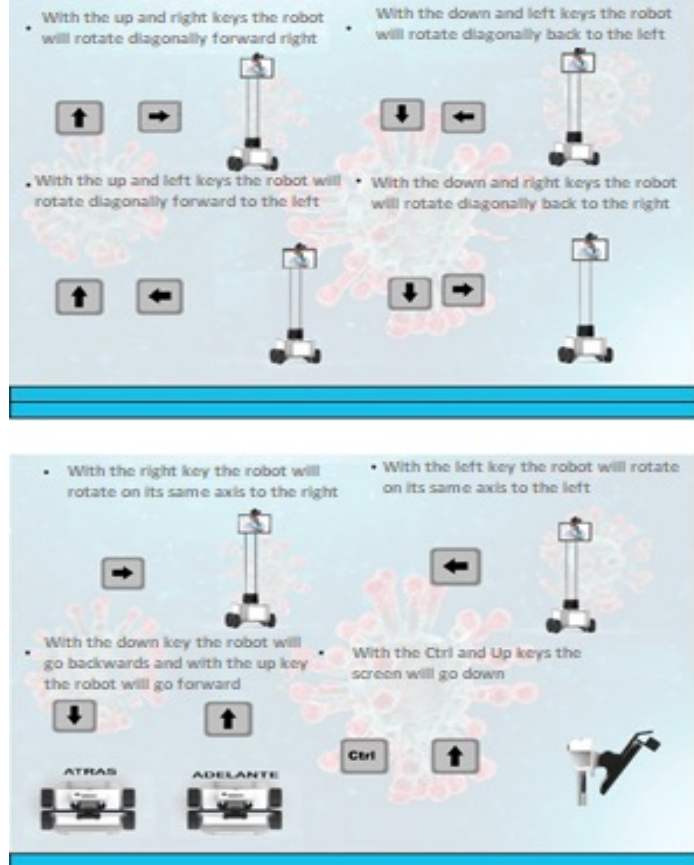 • With the up and right keys the robot
will rotate diagonally forward right
• With the down and left keys the robot
will rotate diagonally back to the left
• With the up and left keys the robot will
rotate diagonally forward to the left
• With the down and right keys the robot
will rotate diagonally back to the right
• With the right key the robot will
rotate on its same axis to the right
• With the left key the robot will rotate
on its same axis to the left
• With the down key the robot will
go backwards and with the up key
the robot will go forward
ATRAS
ADELANTE
• With the Ctrl and Up keys the
screen will go down
Ctrl